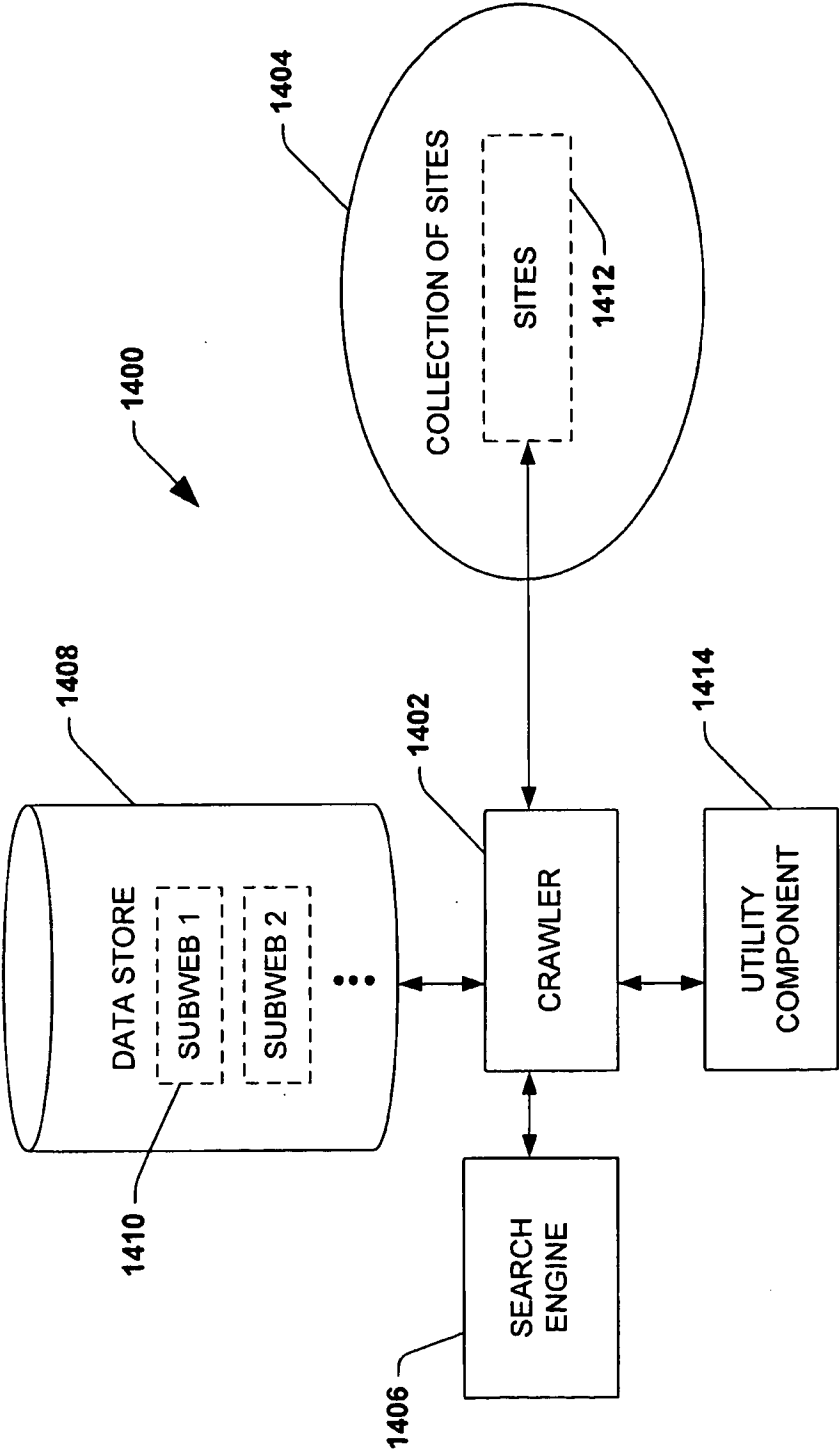 1400
1408
DATA STORE
SUBWEB 1
SUBWEB 2
1410
1404
COLLECTION OF SITES
SITES
1412
1402
CRAWLER
1406
SEARCH
ENGINE
1414
UTILITY
COMPONENT